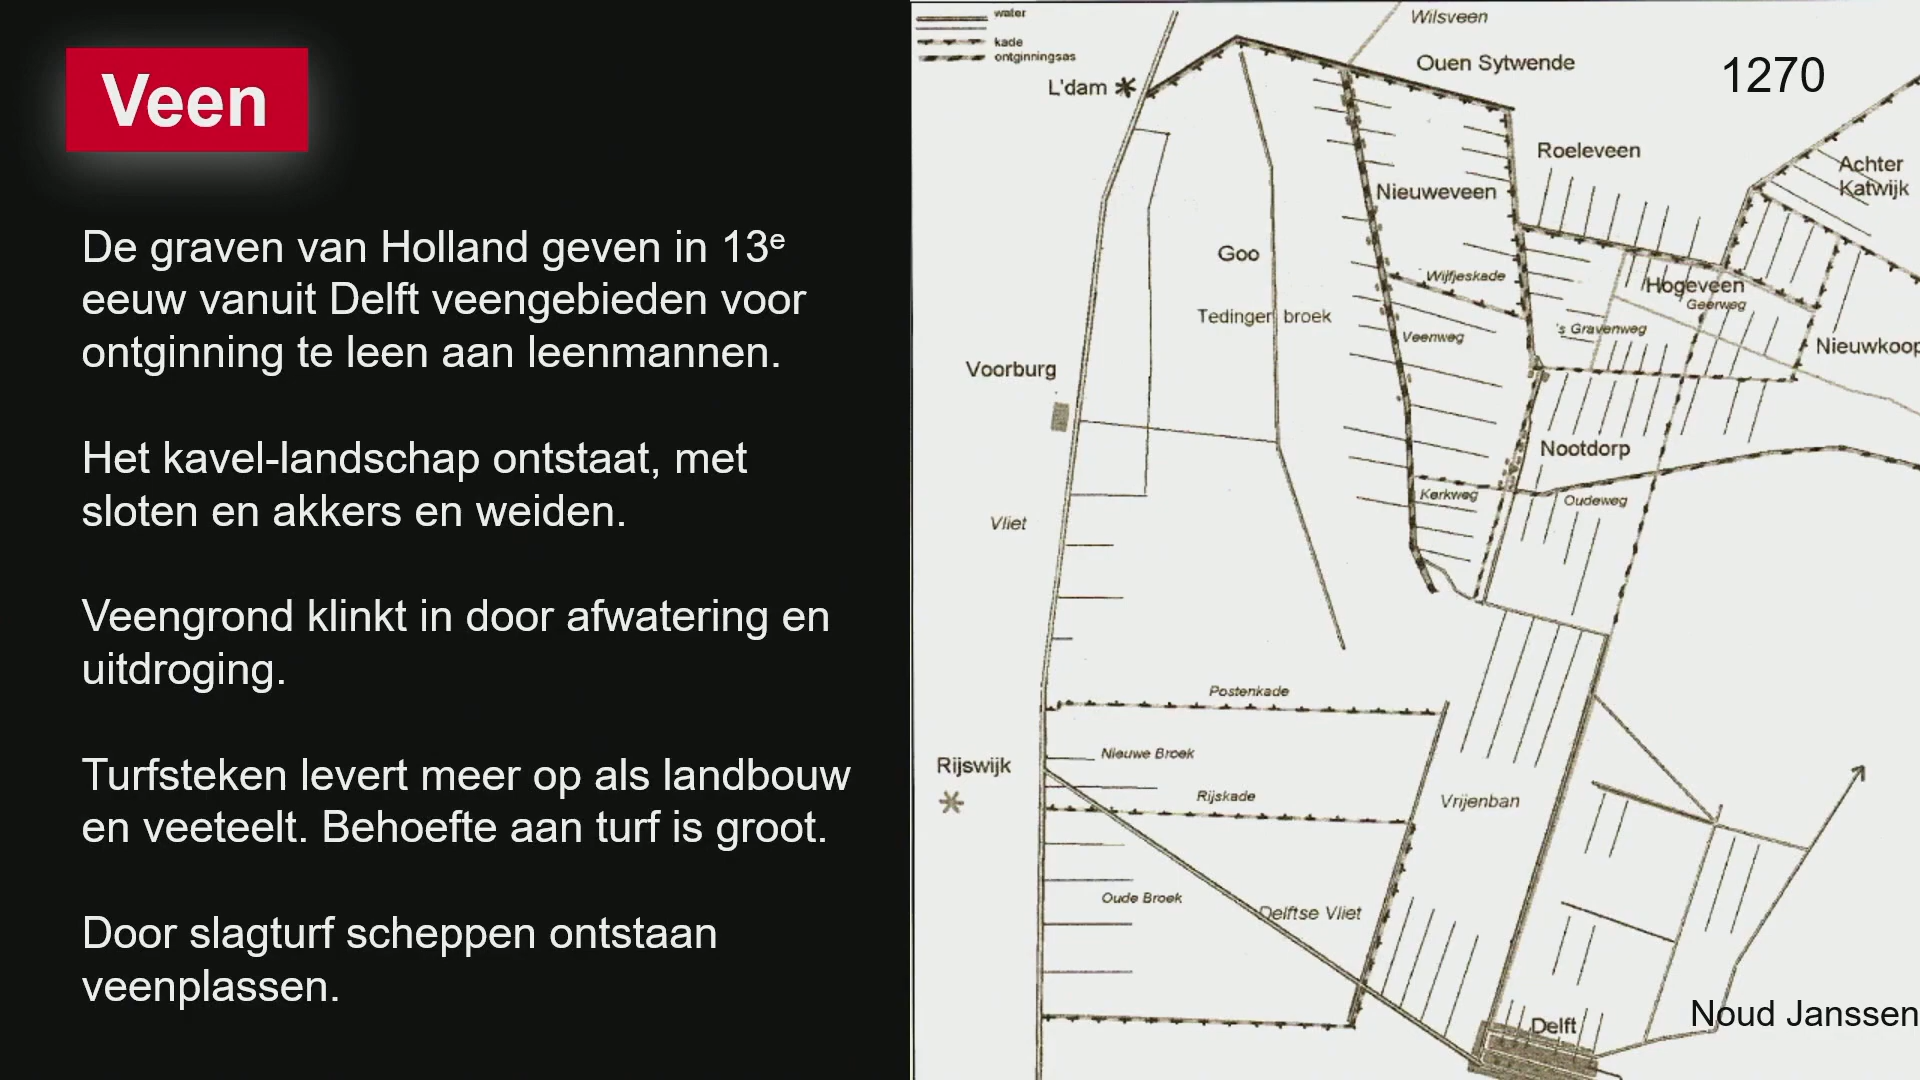 Veen
De graven van Holland geven in 13e
eeuw vanuit Delft veengebieden voor
ontginning te leen aan leenmannen.
Het kavel-landschap ontstaat, met
sloten en akkers en weiden.
Veengrond klinkt in door afwatering en
uitdroging.
Turfsteken levert meer op als landbouw
en veeteelt. Behoefte aan turf is groot.
Door slagturf scheppen ontstaan
veenplassen.
water
kade
ontginningsas
Wilsveen
Ouen Sytwende
1270
L'dam
Roeleveen
Achter
Katwijk
Nieuweveen
Goo
Wijfjeskade
Hogeveen
Geerweg
Tedinger broek
's Gravenweg
Veenweg
Nieuwkoop
Voorburg
Nootdorp
Kerkweg
Oudeweg
Vliet
Postenkade
Nieuwe Broek
Rijswijk
Rijskade
Vrijenban
Oude Broek
Delftse Vliet
Noud Janssen
Delft